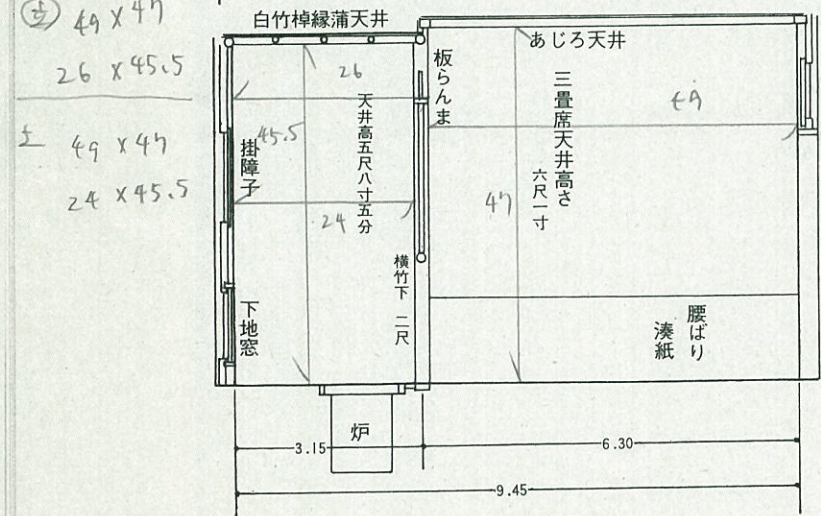 ㊏ 49 × 47
26 × 45.5
土 49 × 47
24 × 45.5
白竹棹縁蒲天井
あじろ天井
板らんま
三畳席天井高さ
六尺一寸
天井高五尺八寸五分
掛障子
下地窓
横竹下 二尺
腰ばり
湊紙
26
45.5
24
47
49
炉
3.15
6.30
9.45